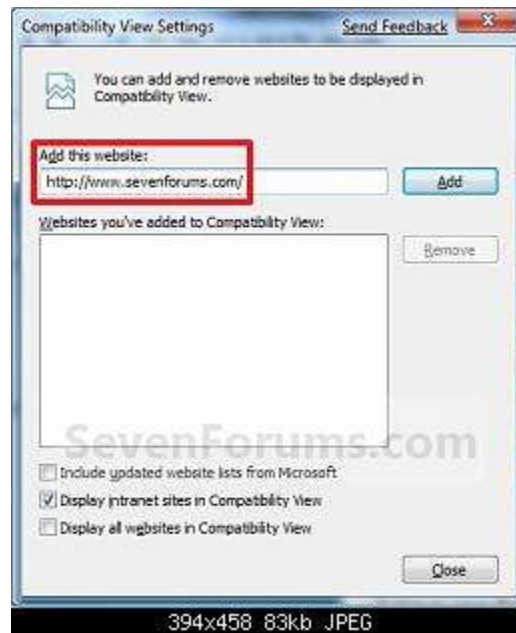 Compatibility View Settings
Send Feedback
You can add and remove websites to be displayed in
Compatibility View.
Add this website:
http://www.sevenforums.com/
Add
Websites you've added to Compatibility View:
Remove
SevenForums.com
Include updated website lists from Microsoft
Display intranet sites in Compatibility View
Display all websites in Compatibility View
Close
394x458 83kb JPEG